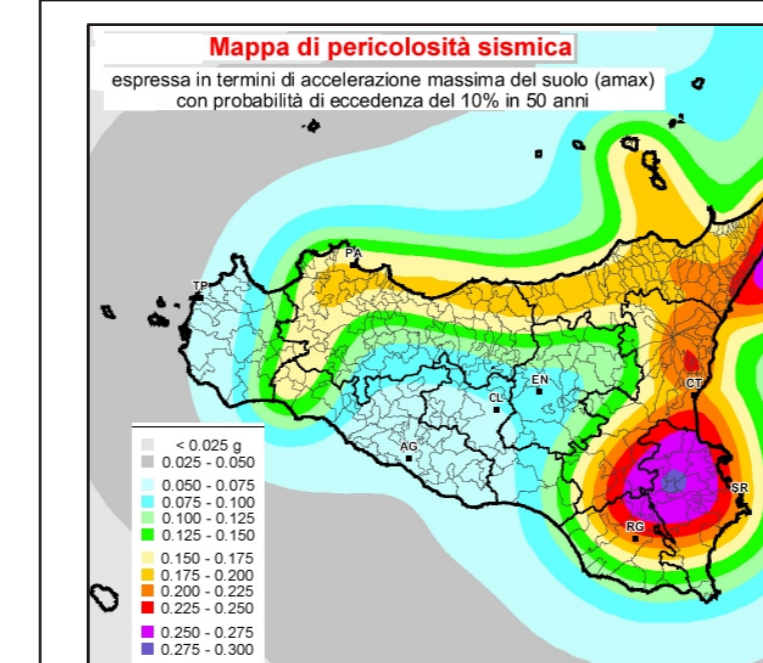 Mappa di pericolosità sismica
espressa in termini di accelerazione massima del suolo (amax)
con probabilità di eccedenza del 10% in 50 anni
PA
TP
EN
CL
CT
AG
SR
RG
< 0.025 g
0.025 - 0.050
0.050 - 0.075
0.075 - 0.100
0.100 - 0.125
0.125 - 0.150
0.150 - 0.175
0.175 - 0.200
0.200 - 0.225
0.225 - 0.250
0.250 - 0.275
0.275 - 0.300